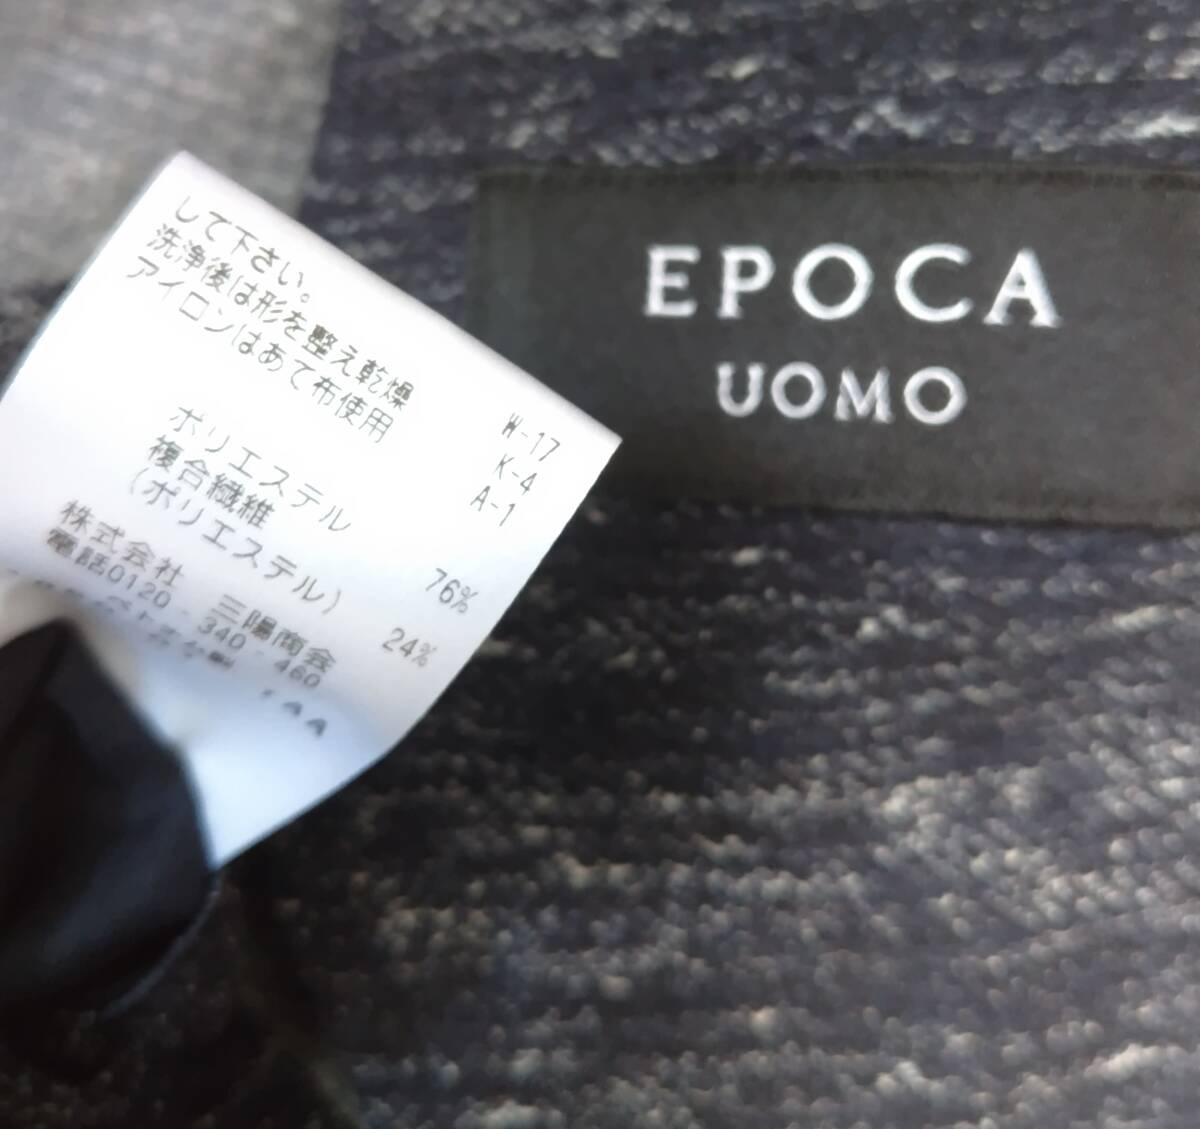 して下さい。
洗浄後は形を整え乾燥
アイロンはあて布使用
W-17
K-4
A-1
ポリエステル 76%
複合繊維
(ポリエステル) 24%
株式会社 三陽商会
電話0120-340-460
EPOCA
UOMO